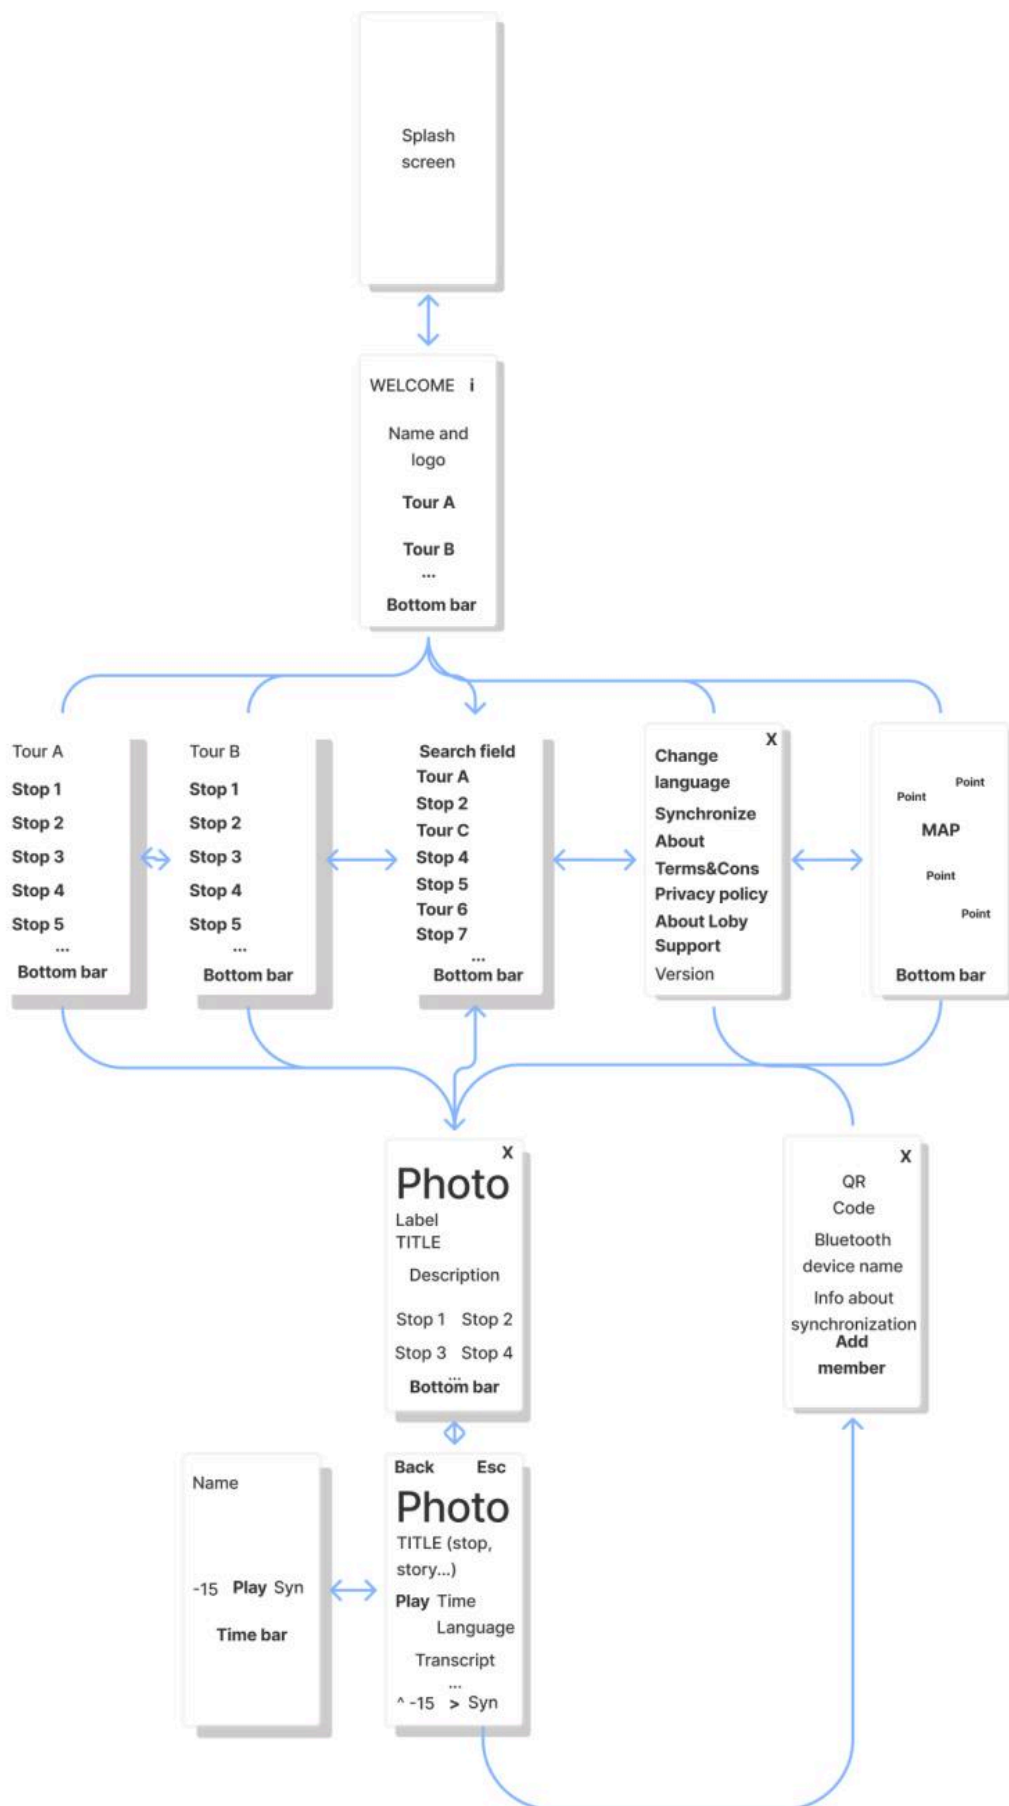 Splash
screen
WELCOME i
Name and
logo
Tour A
Tour B
...
Bottom bar
Tour A
Stop 1
Stop 2
Stop 3
Stop 4
Stop 5
...
Bottom bar
Tour B
Stop 1
Stop 2
Stop 3
Stop 4
Stop 5
...
Bottom bar
Search field
Tour A
Stop 2
Tour C
Stop 4
Stop 5
Tour 6
Stop 7
...
Bottom bar
X
Change
language
Synchronize
About
Terms&Cons
Privacy policy
About Loby
Support
Version
Point
Point
MAP
Point
Point
Bottom bar
X
Photo
Label
TITLE
Description
Stop 1 Stop 2
Stop 3 Stop 4
...
Bottom bar
X
QR
Code
Bluetooth
device name
Info about
synchronization
Add
member
Name
-15 Play Syn
Time bar
Back Esc
Photo
TITLE (stop,
story...)
Play Time
Language
Transcript
...
^ -15 > Syn